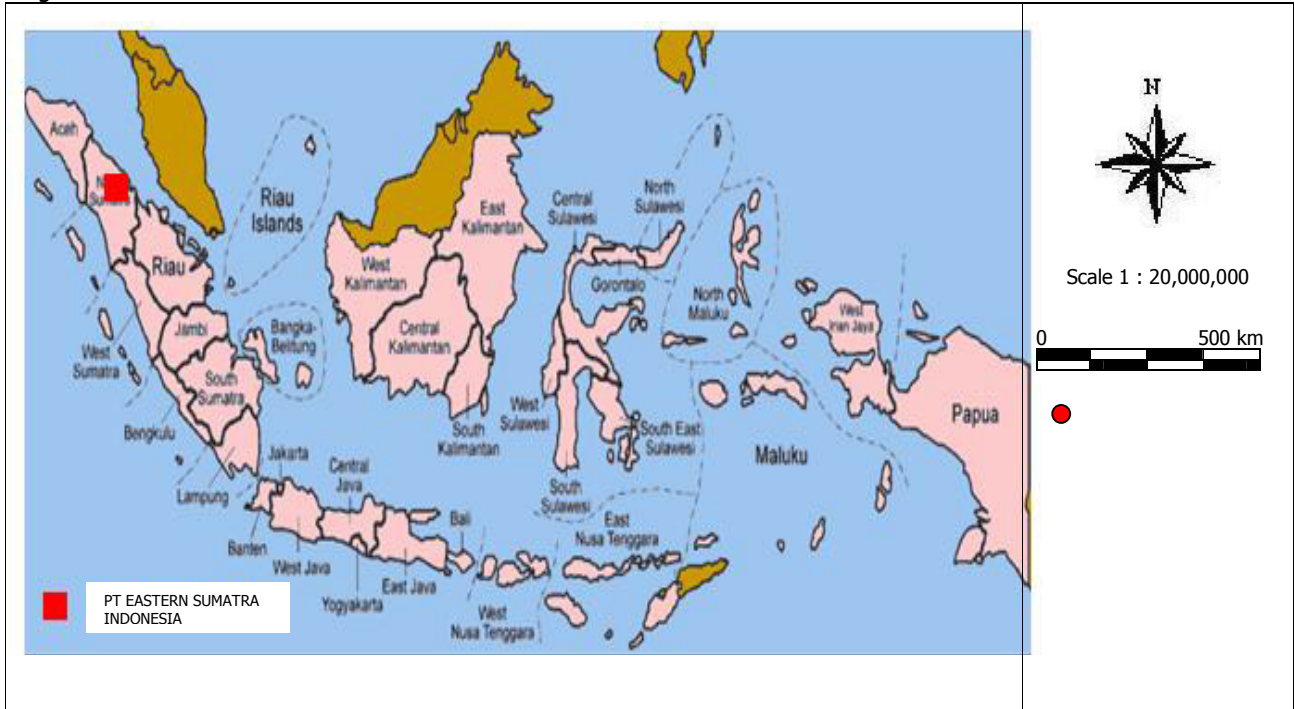 Aceh
Sumatra
Riau
Islands
Riau
Jambi
West
Sumatra
Bangka-
Belitung
South
Sumatra
Bengkulu
Lampung
Jakarta
Banten
West Java
Central
Java
Yogyakarta
East Java
Bali
West
Nusa Tenggara
East
Nusa Tenggara
West
Kalimantan
Central
Kalimantan
East
Kalimantan
South
Kalimantan
Central
Sulawesi
North
Sulawesi
Gorontalo
West
Sulawesi
South
Sulawesi
South East
Sulawesi
North
Maluku
Maluku
West
Irian Jaya
Papua
PT EASTERN SUMATRA
INDONESIA
N
Scale 1 : 20,000,000
0 500 km